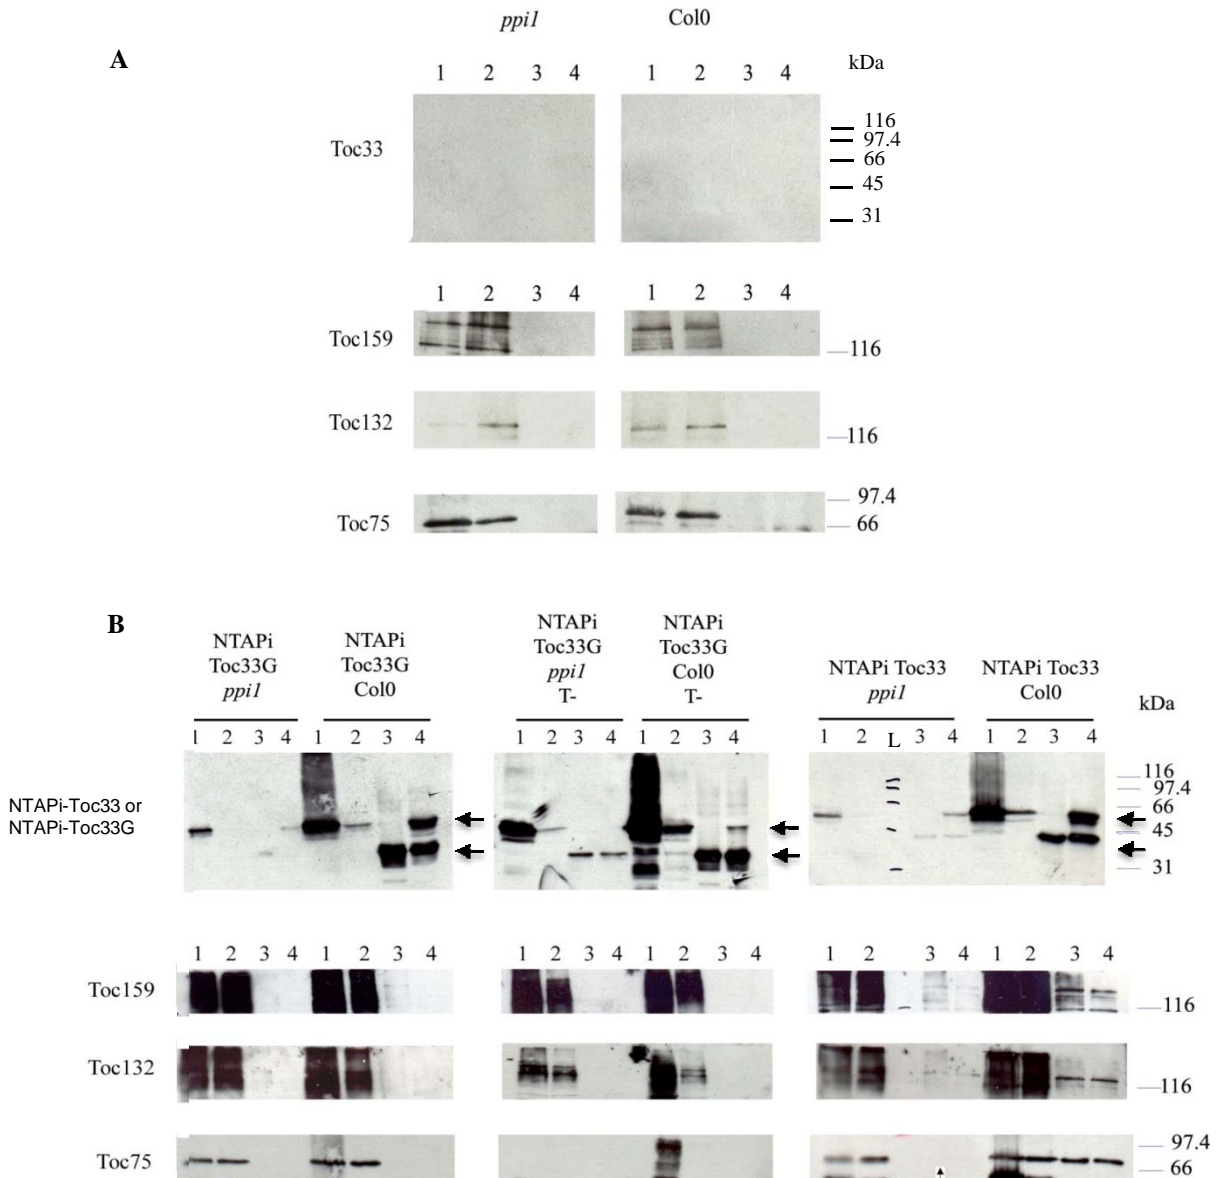 ppi1 Col0
A
1 2 3 4 1 2 3 4 kDa
Toc33
116
97.4
66
45
31
1 2 3 4 1 2 3 4
Toc159
116
Toc132
116
Toc75
97.4
66
B
NTAPi
Toc33G
ppi1
NTAPi
Toc33G
Col0
NTAPi
Toc33G
ppi1
T-
NTAPi
Toc33G
Col0
T-
NTAPi Toc33
ppi1
NTAPi Toc33
Col0
kDa
1 2 3 4 1 2 3 4 1 2 3 4 1 2 3 4 1 2 L 3 4 1 2 3 4
NTAPi-Toc33 or
NTAPi-Toc33G
116
97.4
66
45
31
1 2 3 4 1 2 3 4 1 2 3 4 1 2 3 4 1 2 3 4 1 2 3 4
Toc159
116
Toc132
116
Toc75
97.4
66